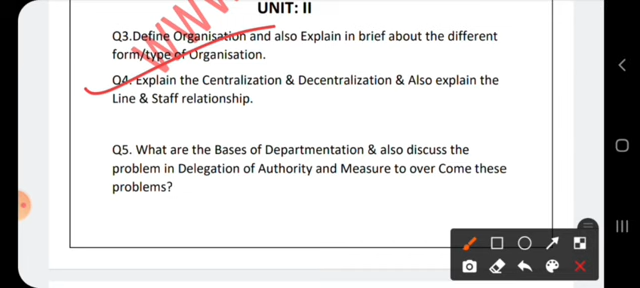 UNIT: II
Q3.Define Organisation and also Explain in brief about the different
form/type of Organisation.
Q4. Explain the Centralization & Decentralization & Also explain the
Line & Staff relationship.
Q5. What are the Bases of Departmentation & also discuss the
problem in Delegation of Authority and Measure to over Come these
problems?